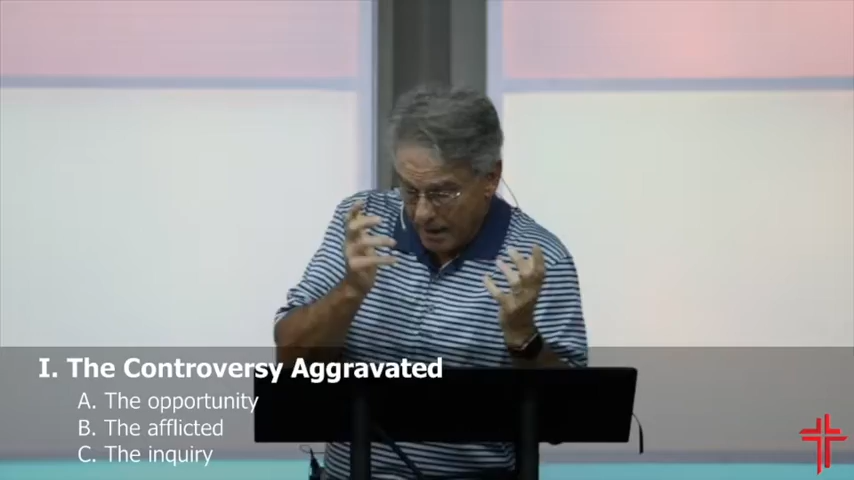 I. The Controversy Aggravated
A. The opportunity
B. The afflicted
C. The inquiry